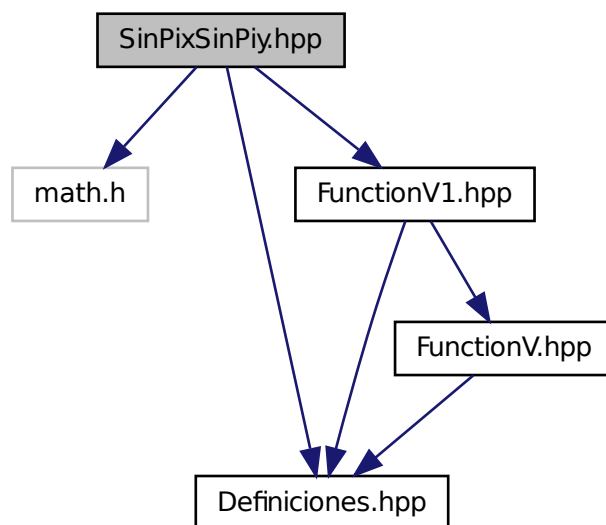 SinPixSinPiy.hpp
math.h
FunctionV1.hpp
FunctionV.hpp
Definiciones.hpp